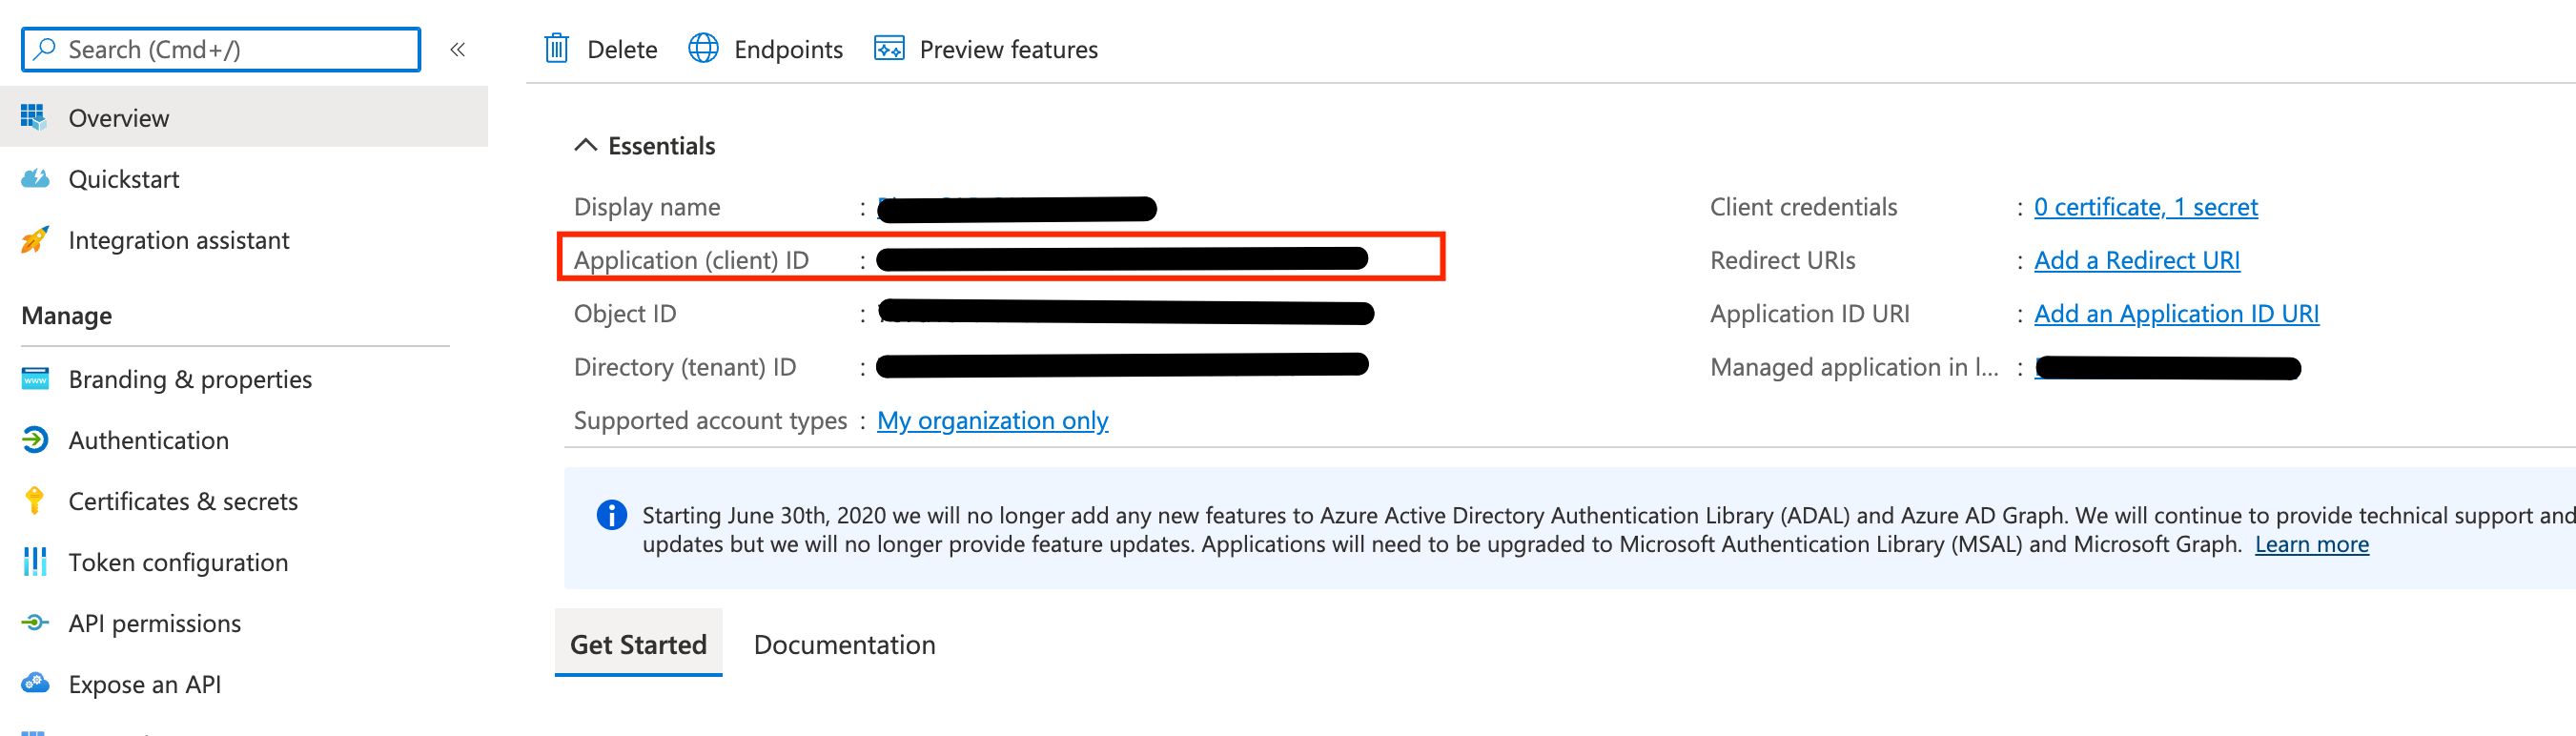 Search (Cmd+/)
«
Delete
Endpoints
Preview features
Overview
Quickstart
Integration assistant
Manage
Branding & properties
Authentication
Certificates & secrets
Token configuration
API permissions
Expose an API
Essentials
Display name :
Application (client) ID :
Object ID :
Directory (tenant) ID :
Supported account types : My organization only
Client credentials : 0 certificate, 1 secret
Redirect URIs : Add a Redirect URI
Application ID URI : Add an Application ID URI
Managed application in l... :
Starting June 30th, 2020 we will no longer add any new features to Azure Active Directory Authentication Library (ADAL) and Azure AD Graph. We will continue to provide technical support and
updates but we will no longer provide feature updates. Applications will need to be upgraded to Microsoft Authentication Library (MSAL) and Microsoft Graph. Learn more
Get Started
Documentation